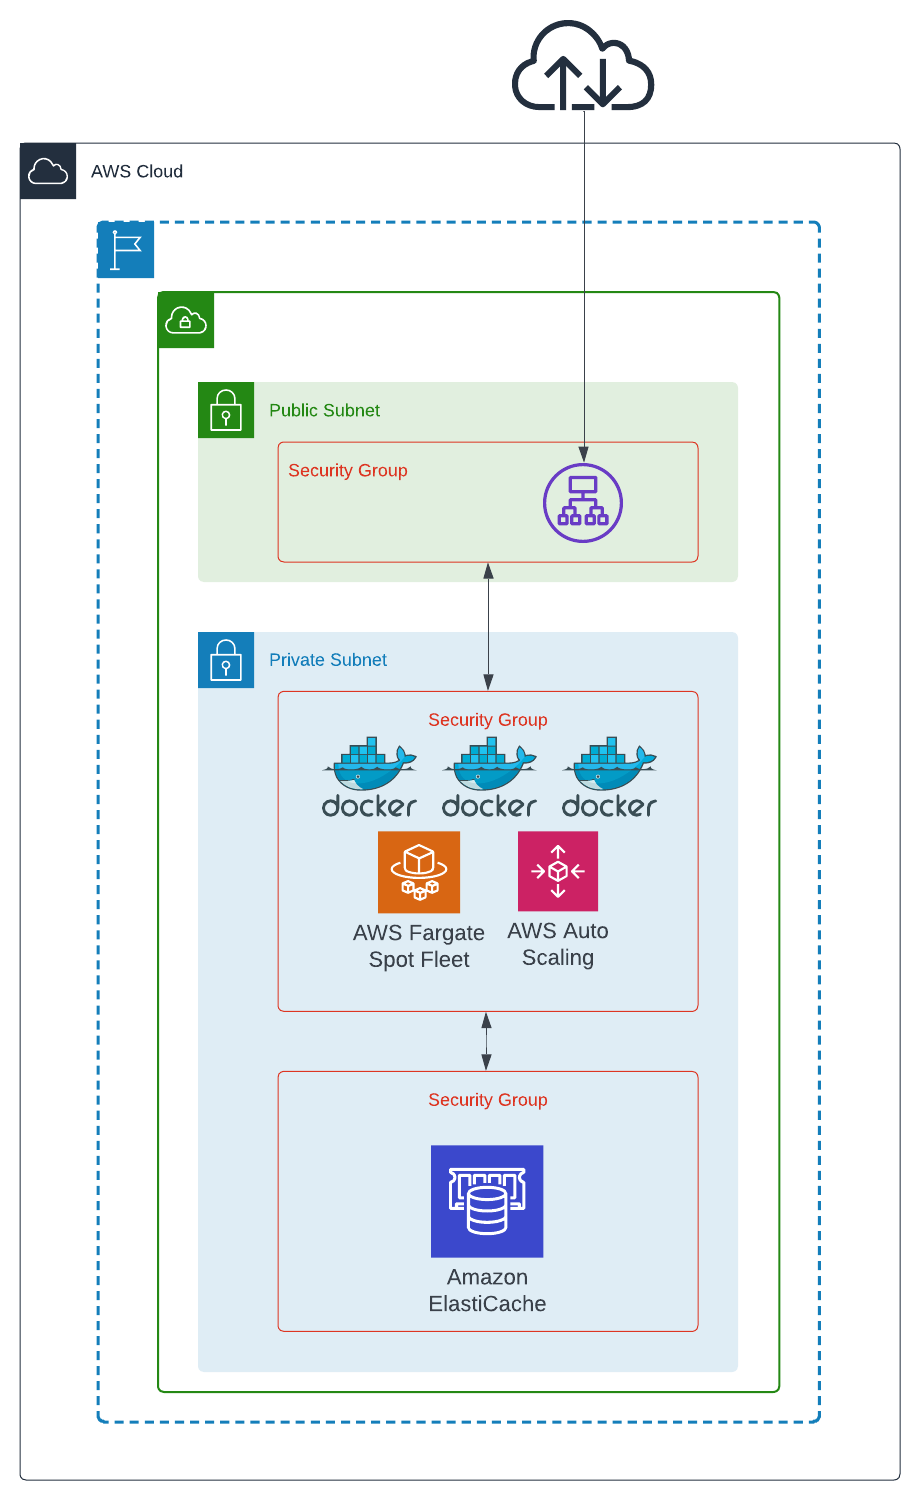 AWS Cloud
Public Subnet
Security Group
Private Subnet
Security Group
docker docker docker
AWS Fargate
Spot Fleet
AWS Auto
Scaling
Security Group
Amazon
ElastiCache